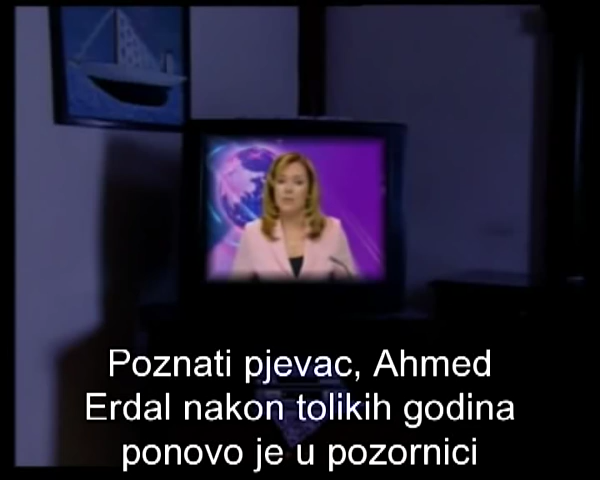 Poznati pjevac, Ahmed
Erdal nakon tolikih godina
ponovo je u pozornici